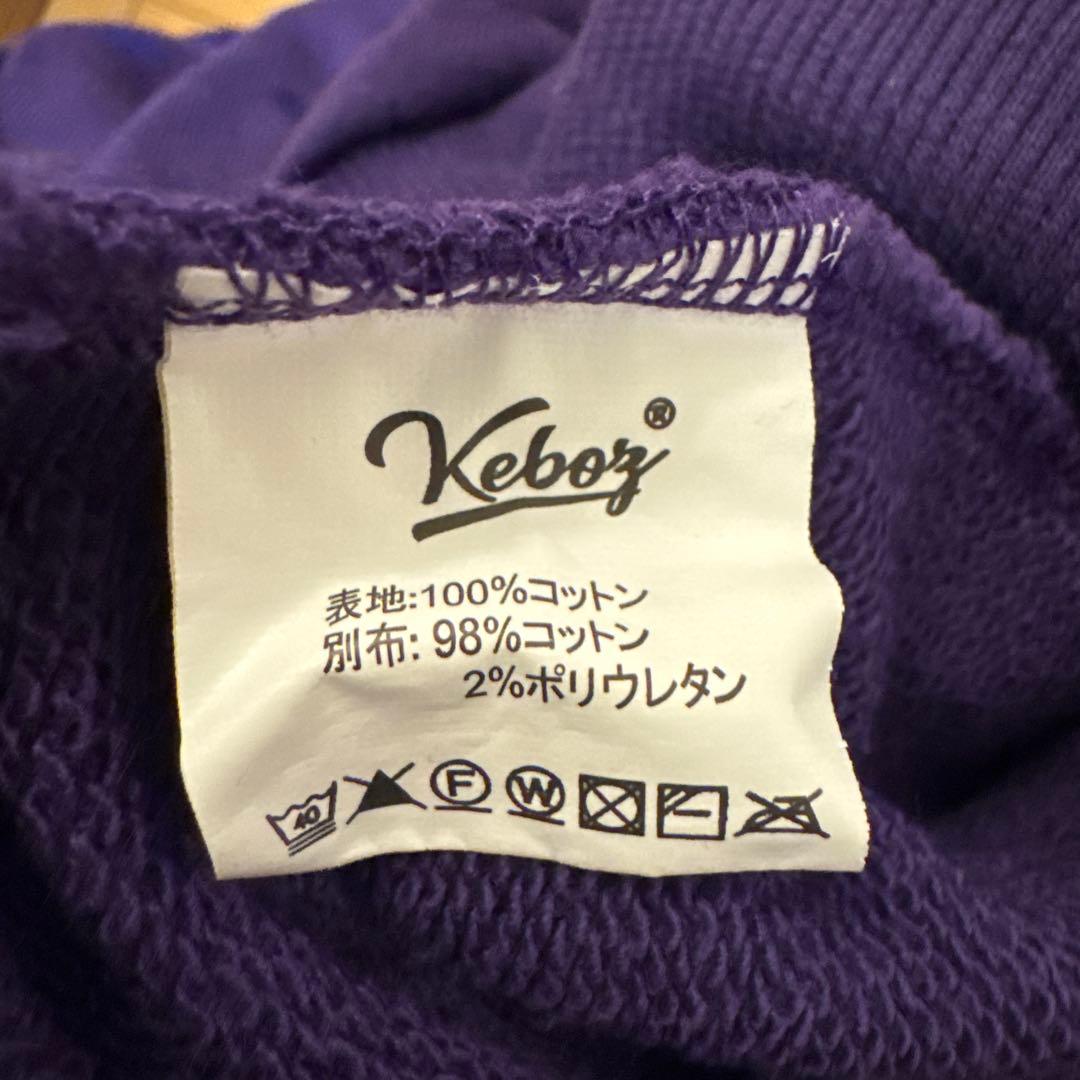 Keboz®
表地:100%コットン
別布: 98%コットン
2%ポリウレタン
40 F W